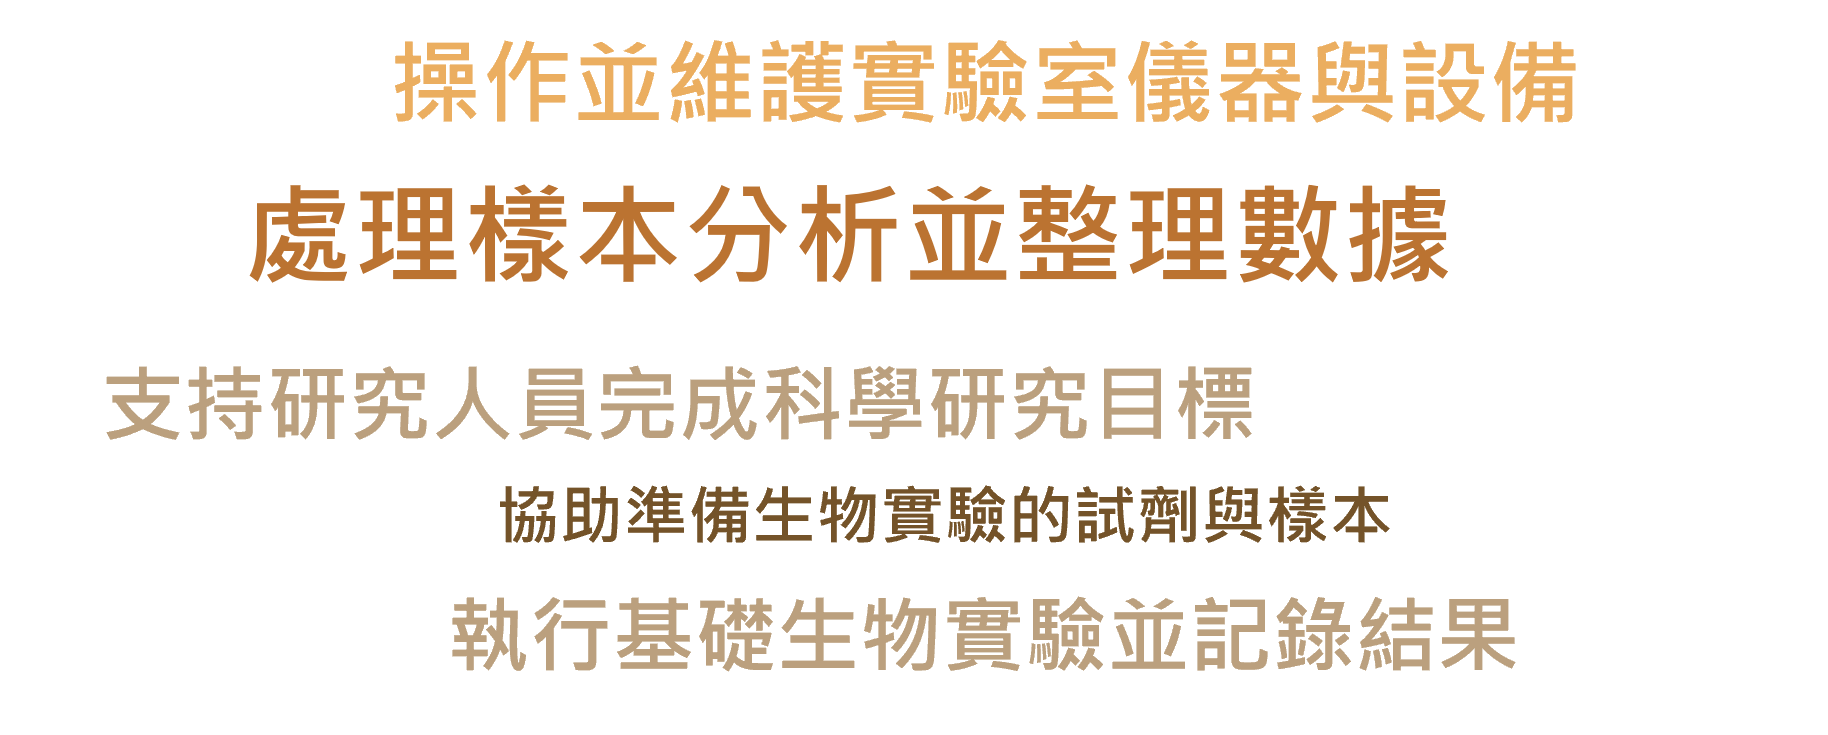 操作並維護實驗室儀器與設備
處理樣本分析並整理數據
支持研究人員完成科學研究目標
協助準備生物實驗的試劑與樣本
執行基礎生物實驗並記錄結果